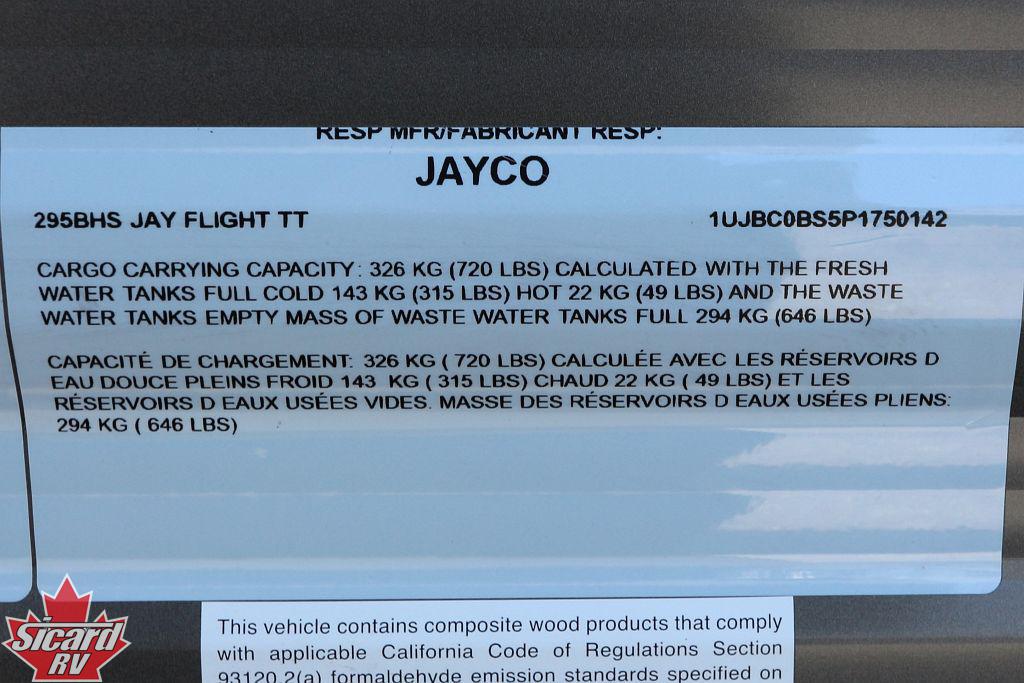 RESP MFR/FABRICANT RESP:
JAYCO
295BHS JAY FLIGHT TT 1UJBC0BS5P1750142
CARGO CARRYING CAPACITY: 326 KG (720 LBS) CALCULATED WITH THE FRESH
WATER TANKS FULL COLD 143 KG (315 LBS) HOT 22 KG (49 LBS) AND THE WASTE
WATER TANKS EMPTY MASS OF WASTE WATER TANKS FULL 294 KG (646 LBS)
CAPACITÉ DE CHARGEMENT: 326 KG ( 720 LBS) CALCULÉE AVEC LES RÉSERVOIRS D
EAU DOUCE PLEINS FROID 143 KG ( 315 LBS) CHAUD 22 KG ( 49 LBS) ET LES
RÉSERVOIRS D EAUX USÉES VIDES. MASSE DES RÉSERVOIRS D EAUX USÉES PLIENS:
294 KG ( 646 LBS)
This vehicle contains composite wood products that comply
with applicable California Code of Regulations Section
93120.2(a) formaldehyde emission standards specified on
Sicard
RV